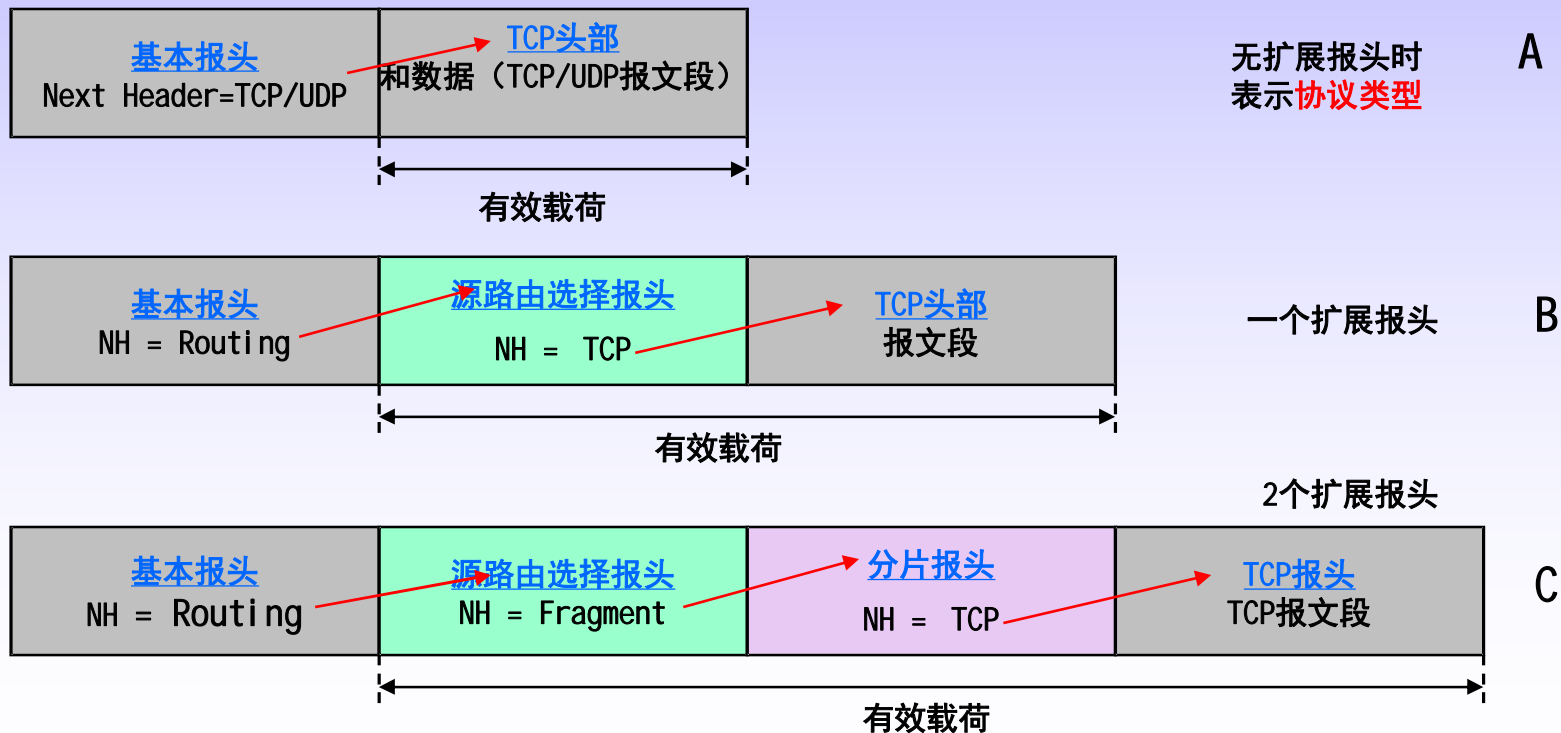 基本报头
Next Header=TCP/UDP
TCP头部
和数据（TCP/UDP报文段）
无扩展报头时
表示协议类型
A
有效载荷
基本报头
NH = Routing
源路由选择报头
NH = TCP
TCP头部
报文段
一个扩展报头
B
有效载荷
2个扩展报头
基本报头
NH = Routing
源路由选择报头
NH = Fragment
分片报头
NH = TCP
TCP报头
TCP报文段
C
有效载荷